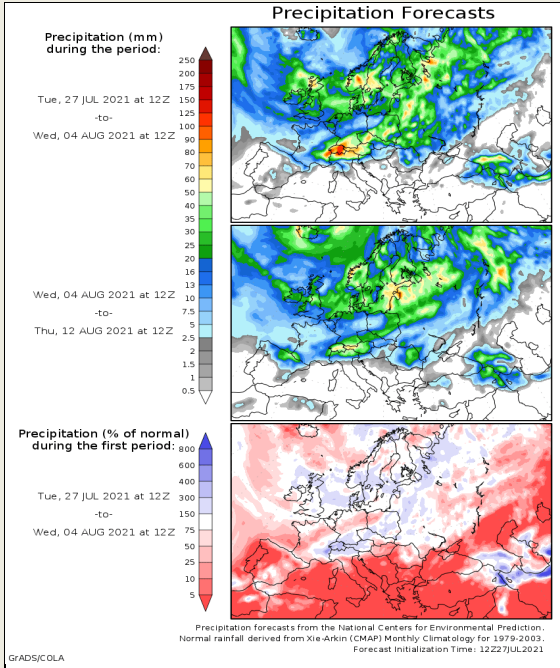 Precipitation Forecasts
Precipitation (mm)
during the period:
Tue, 27 JUL 2021 at 12Z
-to-
Wed, 04 AUG 2021 at 12Z
250
200
175
150
125
100
90
80
70
60
50
40
35
30
25
20
16
13
10
7.5
5
2.5
2
1.5
1
0.5
Wed, 04 AUG 2021 at 12Z
-to-
Thu, 12 AUG 2021 at 12Z
Precipitation (% of normal)
during the first period:
Tue, 27 JUL 2021 at 12Z
-to-
Wed, 04 AUG 2021 at 12Z
800
600
400
300
150
75
50
25
10
5
Precipitation forecasts from the National Centers for Environmental Prediction.
Normal rainfall derived from Xie-Arkin (CMAP) Monthly Climatology for 1979-2003.
Forecast Initialization Time: 12Z27JUL2021
GrADS/COLA